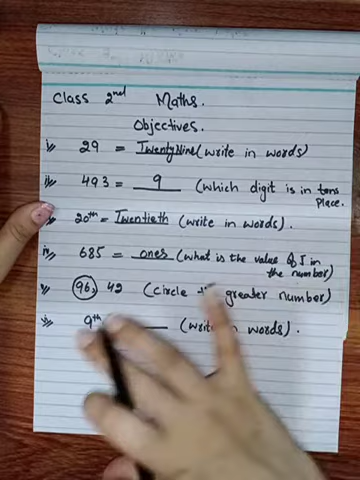 Class 2nd Maths.
Objectives.
i, 29 = Twenty Nine (write in words)
ii, 493 = 9 (which digit is in tens Place.
20th = Twentieth (write in words).
iv, 685 = ones (what is the value of 5 in the number)
v, 96, 42 (circle the greater number)
vi, 9th (write in words).